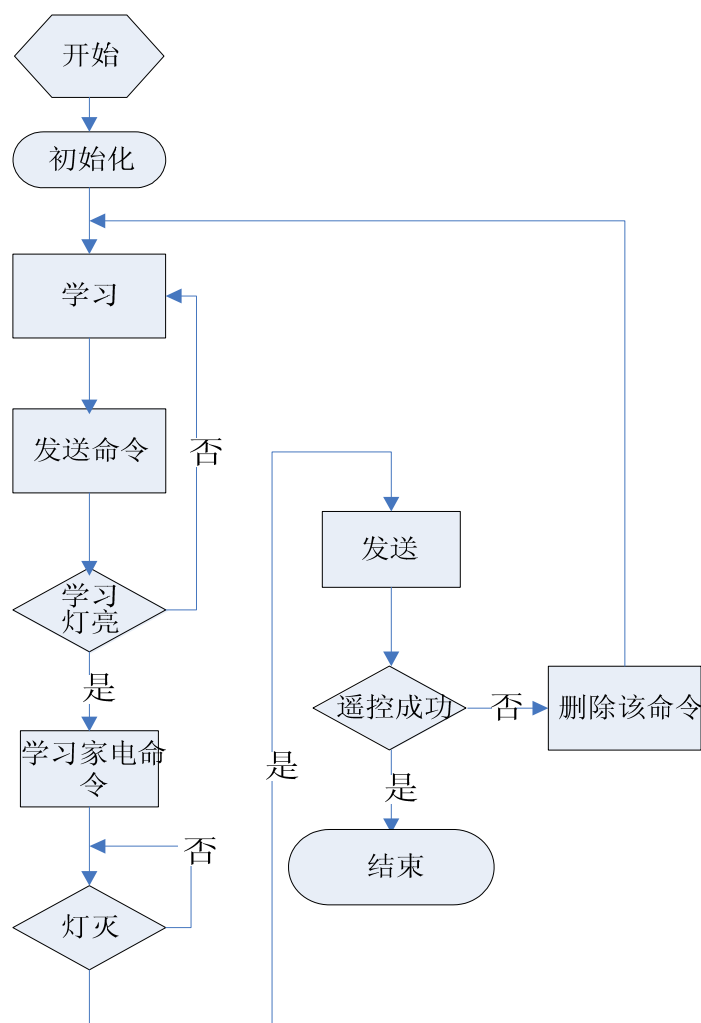 开始
初始化
学习
发送命令
否
学习
灯亮
是
学习家电命
令
否
灯灭
是
发送
遥控成功
否
删除该命令
是
结束